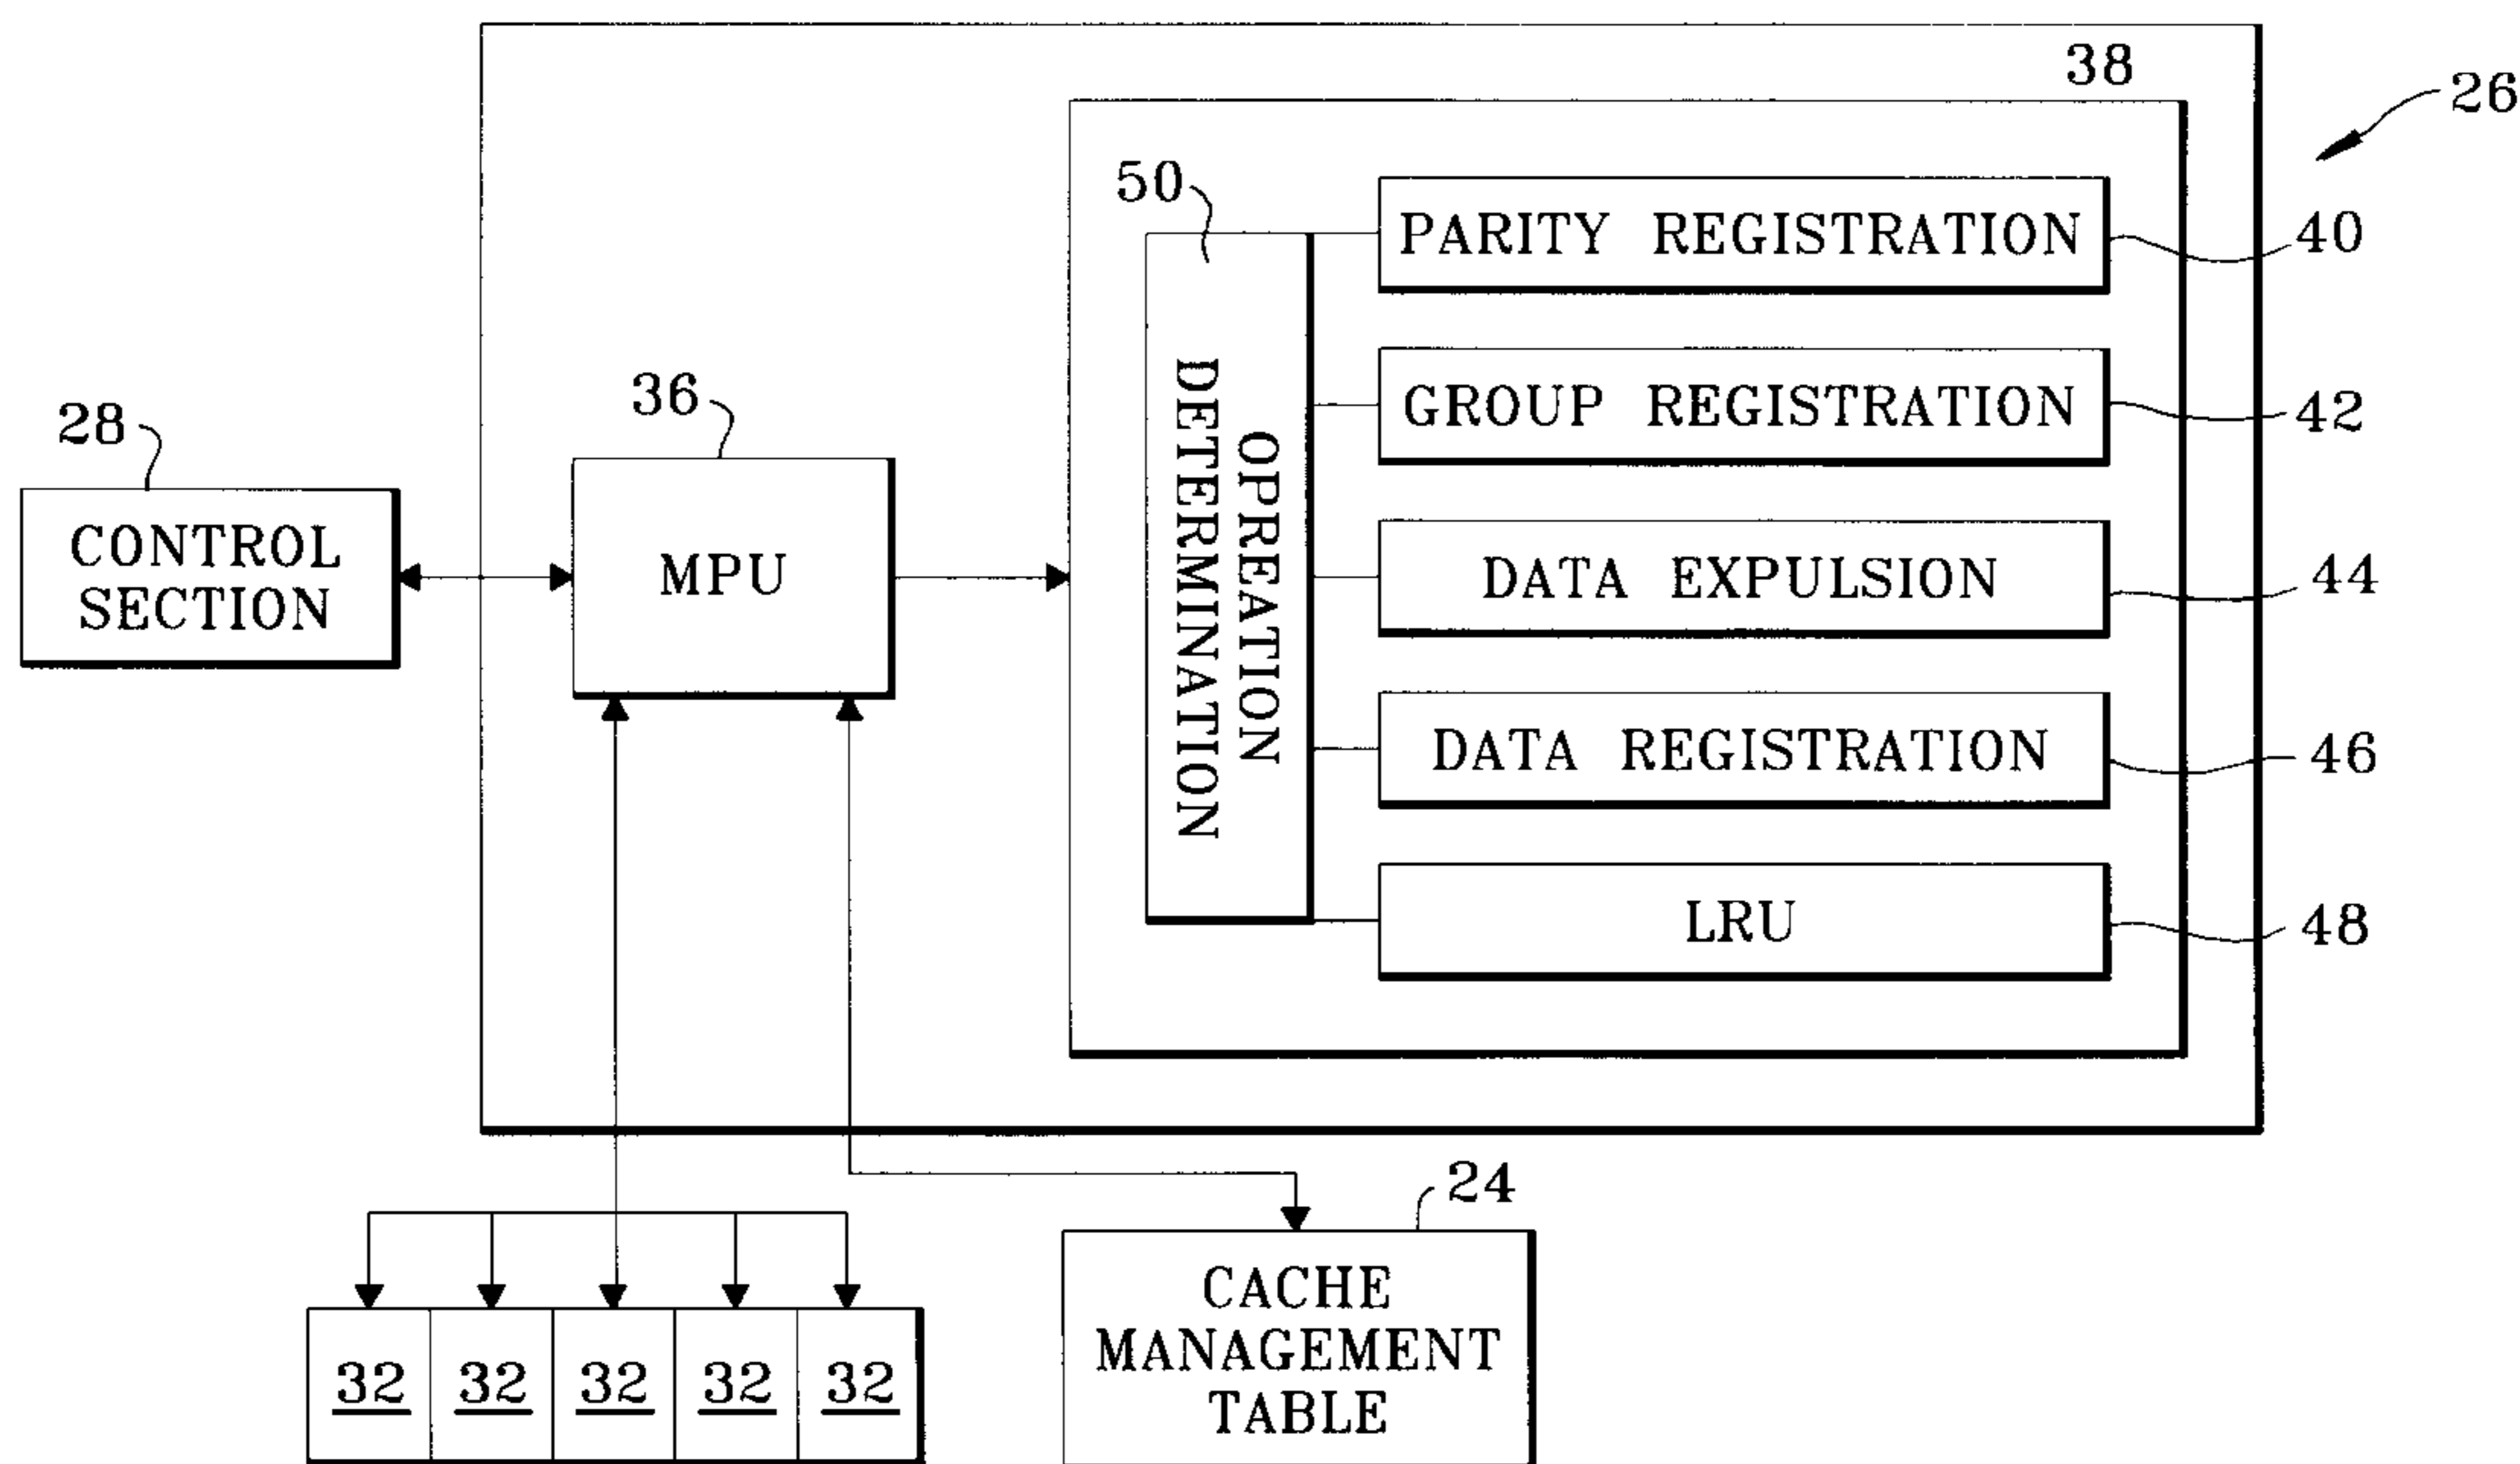 38
26
50
PARITY REGISTRATION
40
GROUP REGISTRATION
42
36
28
OPREATION
DETERMINATION
CONTROL
SECTION
MPU
DATA EXPULSION
44
DATA REGISTRATION
46
LRU
48
24
CACHE
MANAGEMENT
TABLE
32 32 32 32 32